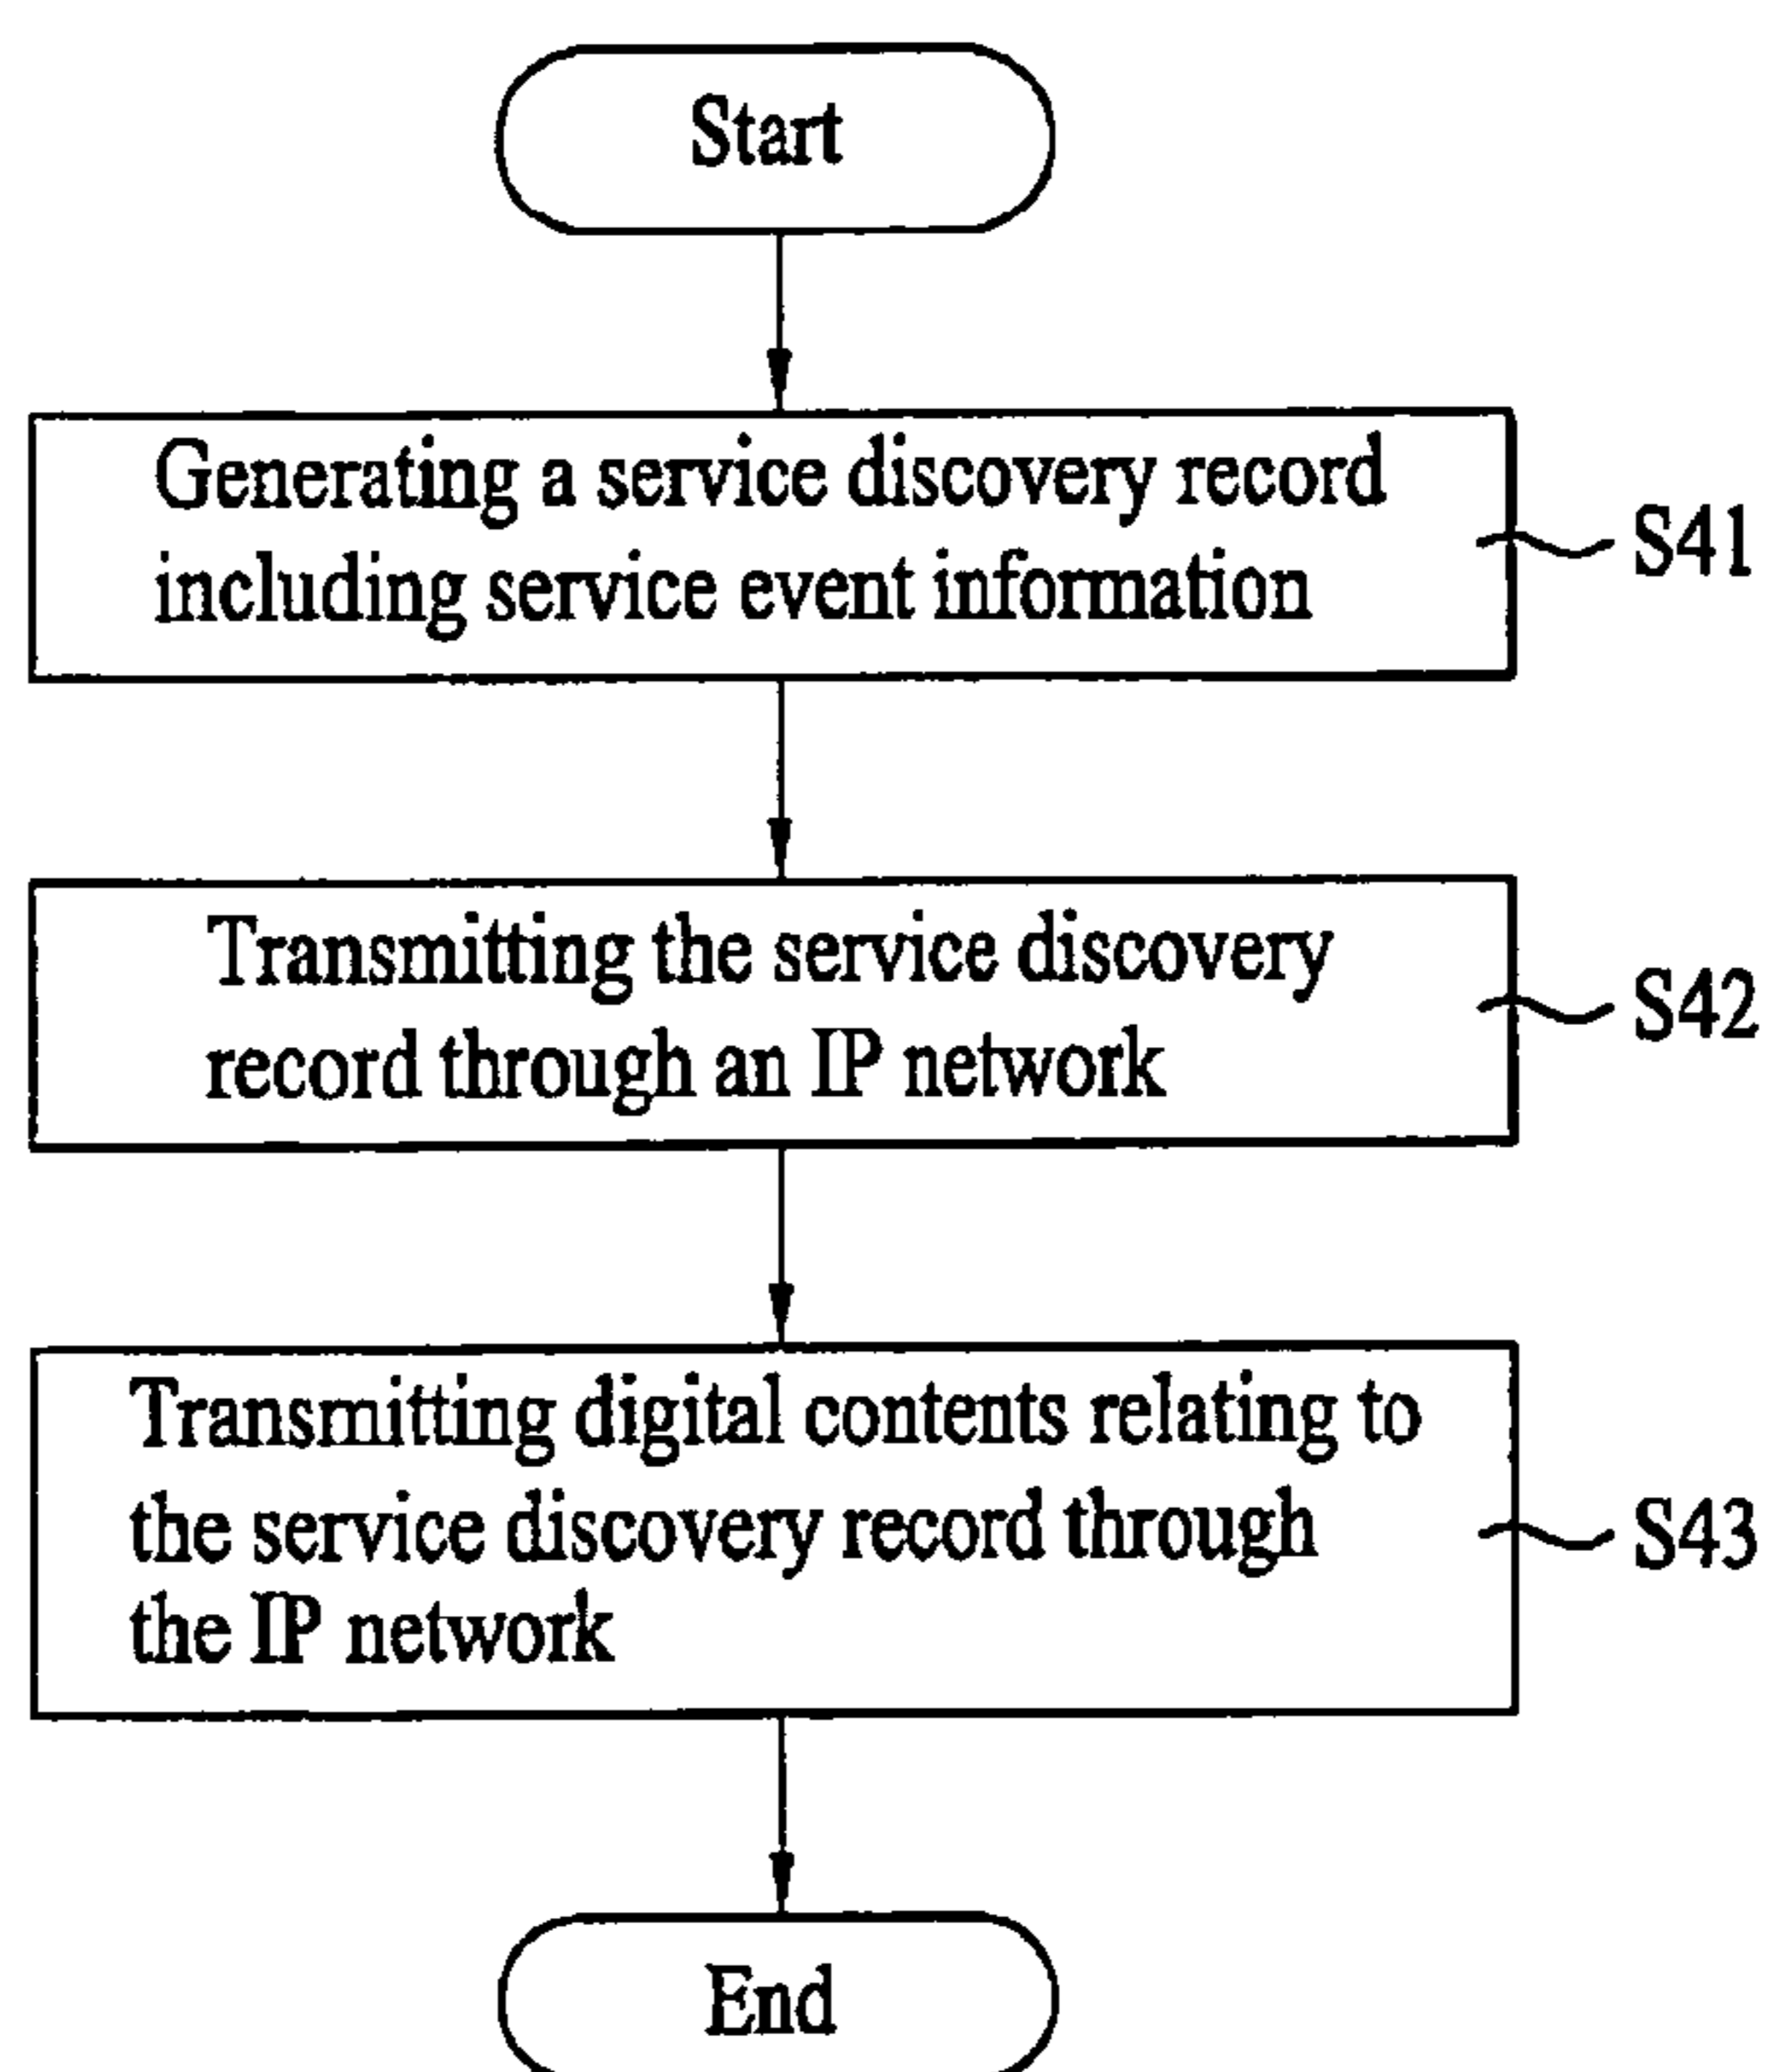 Start
Generating a service discovery record
including service event information
S41
Transmitting the service discovery
record through an IP network
S42
Transmitting digital contents relating to
the service discovery record through
the IP network
S43
End